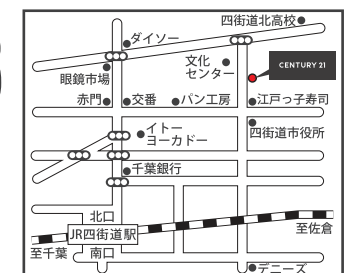 四街道北高校
ダイソー
文化
センター
CENTURY 21
眼鏡市場
赤門
交番
パン工房
江戸っ子寿司
イトー
ヨーカドー
四街道市役所
千葉銀行
北口
JR四街道駅
至佐倉
至千葉
南口
デニーズ